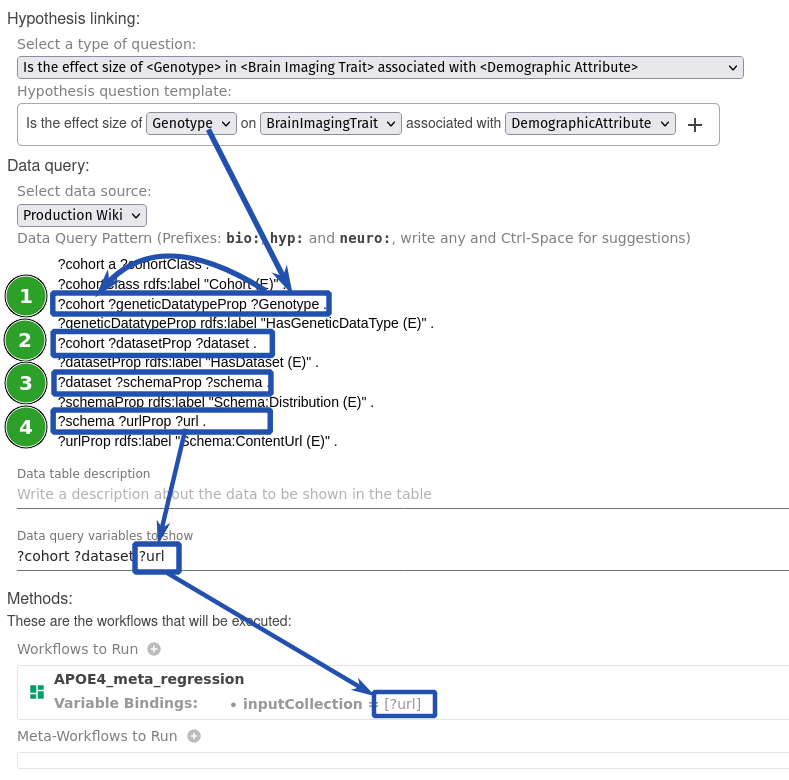 Hypothesis linking:
Select a type of question:
Is the effect size of <Genotype> in <Brain Imaging Trait> associated with <Demographic Attribute>
Hypothesis question template:
Is the effect size of Genotype on BrainImagingTrait associated with DemographicAttribute +
Data query:
Select data source:
Production Wiki
Data Query Pattern (Prefixes: bio:, hyp: and neuro:, write any and Ctrl-Space for suggestions)
?cohort a ?cohortClass .
?cohortClass rdfs:label "Cohort (E)" .
1 ?cohort ?geneticDatatypeProp ?Genotype .
?geneticDatatypeProp rdfs:label "HasGeneticDataType (E)" .
2 ?cohort ?datasetProp ?dataset .
?datasetProp rdfs:label "HasDataset (E)" .
3 ?dataset ?schemaProp ?schema .
?schemaProp rdfs:label "Schema:Distribution (E)" .
4 ?schema ?urlProp ?url .
?urlProp rdfs:label "Schema:ContentUrl (E)" .
Data table description
Write a description about the data to be shown in the table
Data query variables to show
?cohort ?dataset ?url
Methods:
These are the workflows that will be executed:
Workflows to Run
APOE4_meta_regression
Variable Bindings: • inputCollection = [?url]
Meta-Workflows to Run